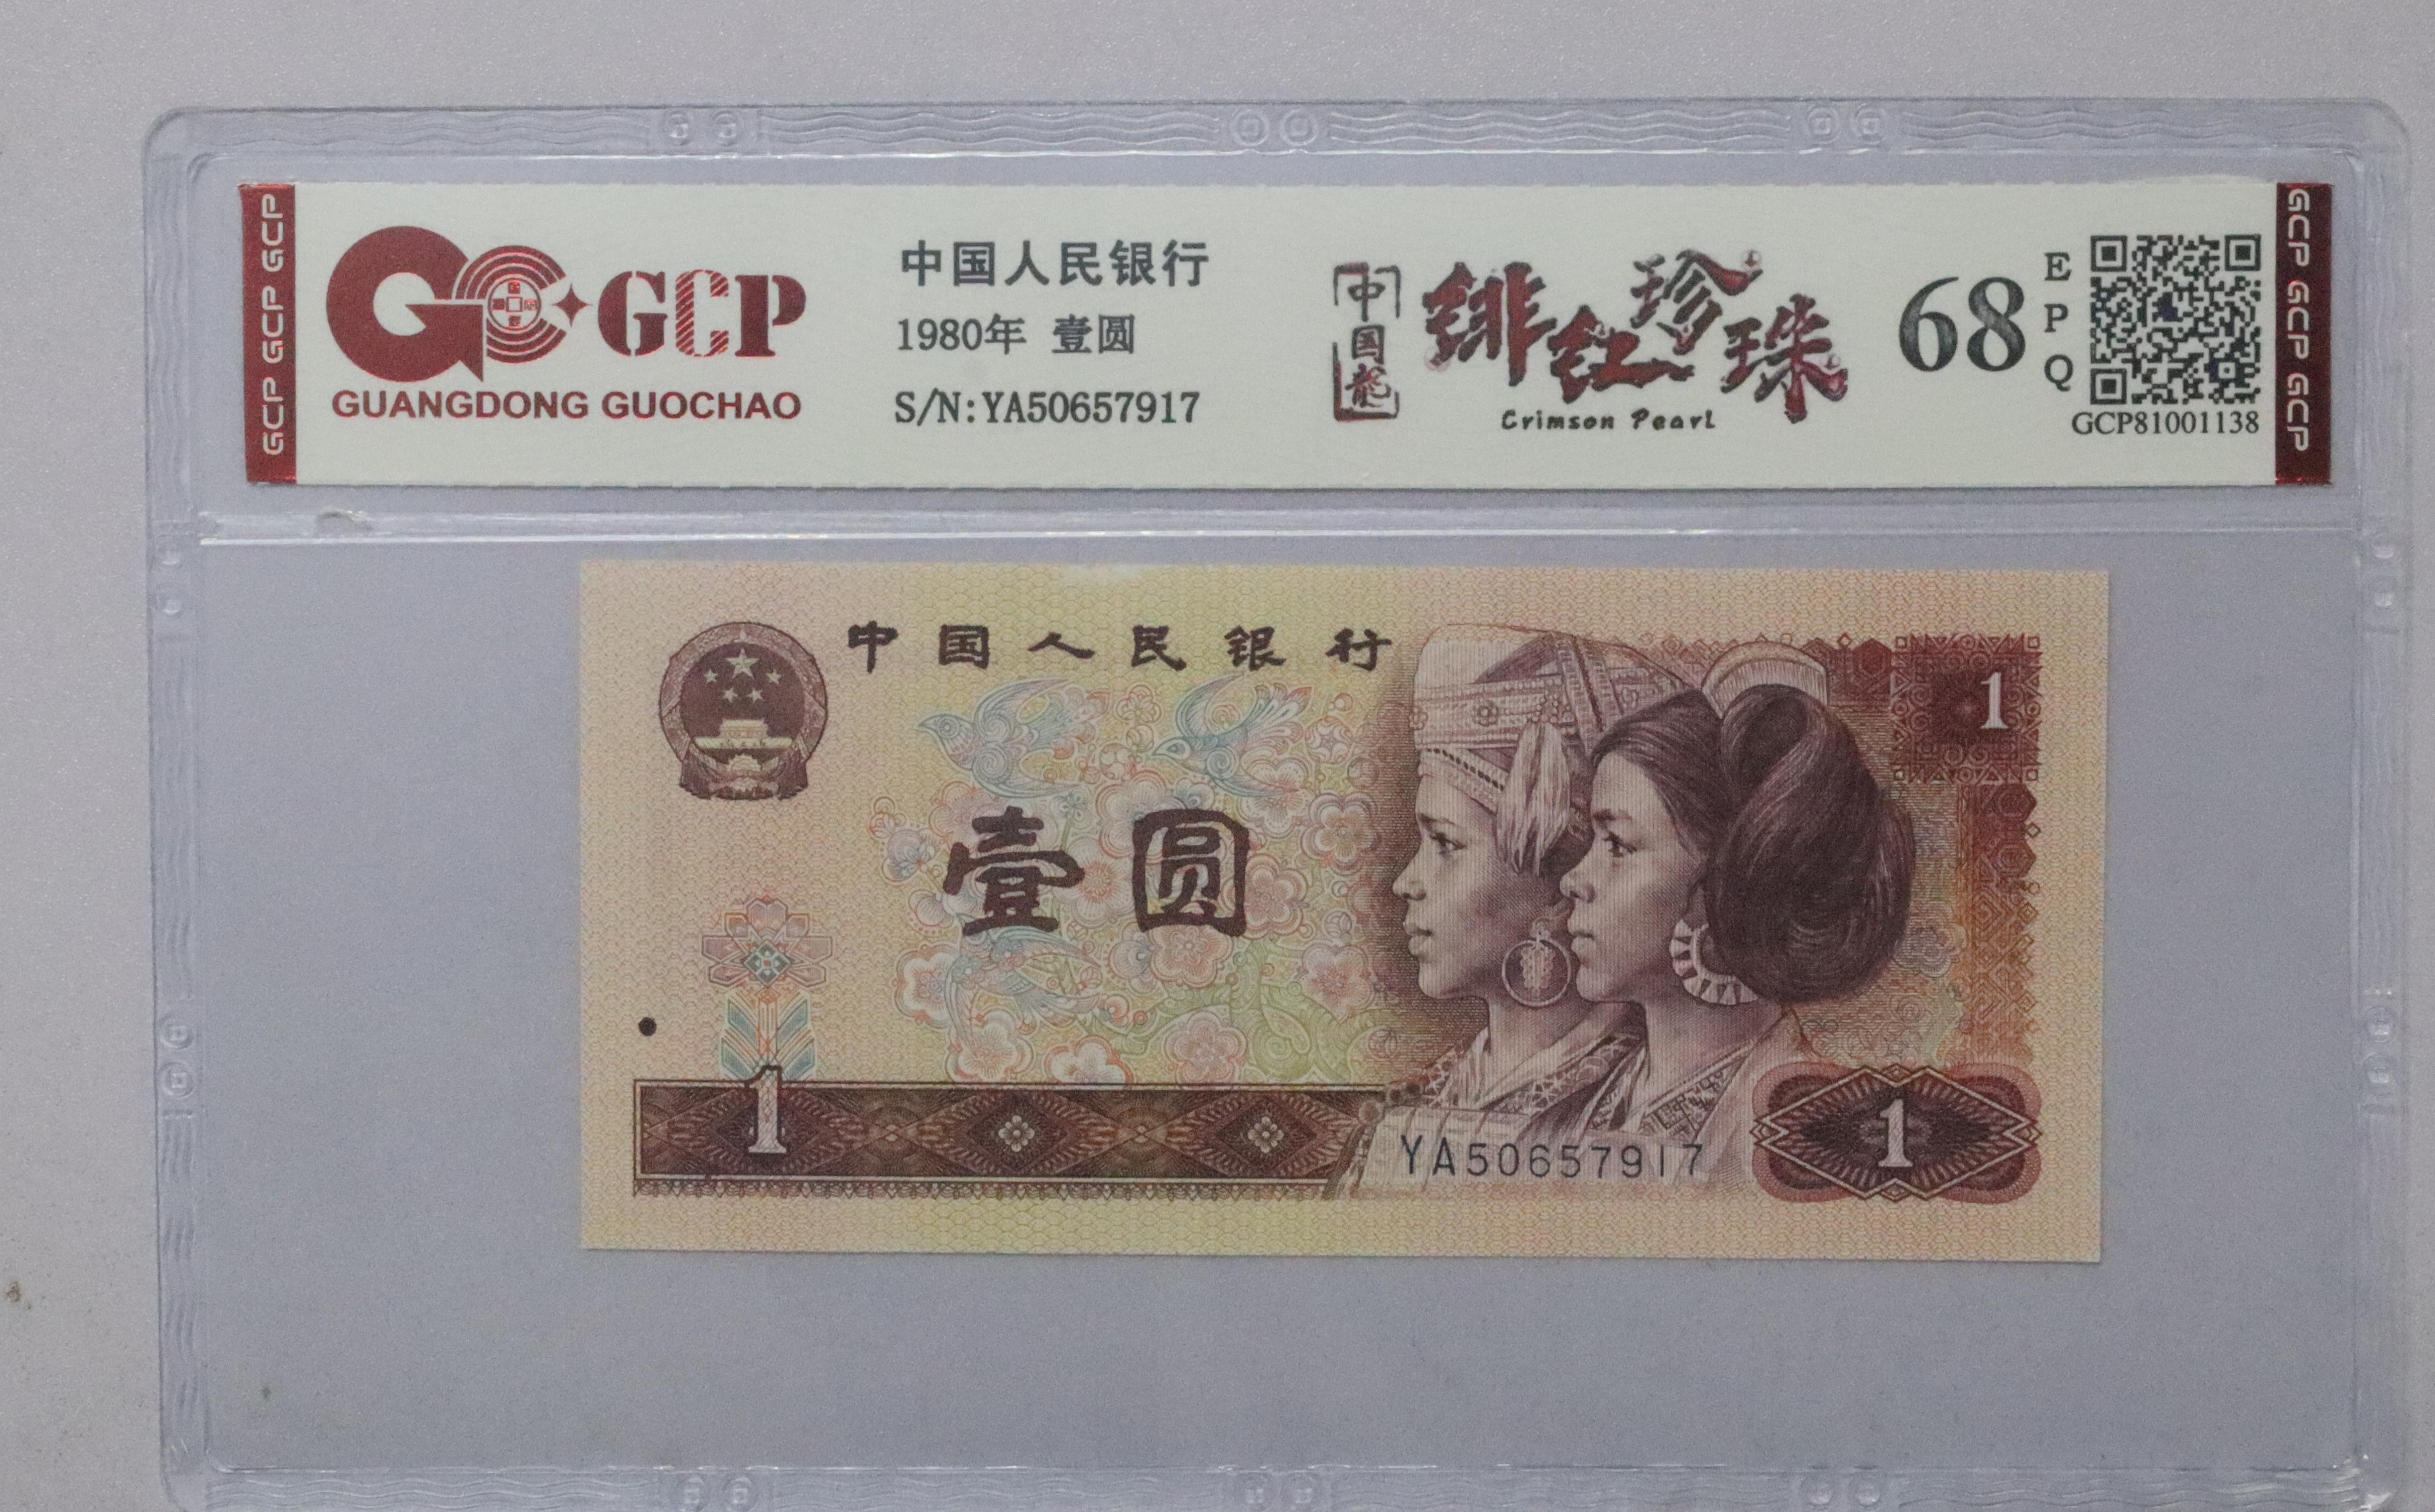 GCP GCP GCP
GCP
GUANGDONG GUOCHAO
中国人民银行
1980年 壹圆
S/N:YA50657917
中国龙
绯红珍珠
Crimson Pearl
68
EPQ
GCP81001138
GCP GCP GCP
中国人民银行
1
壹圆
1
YA50657917
1